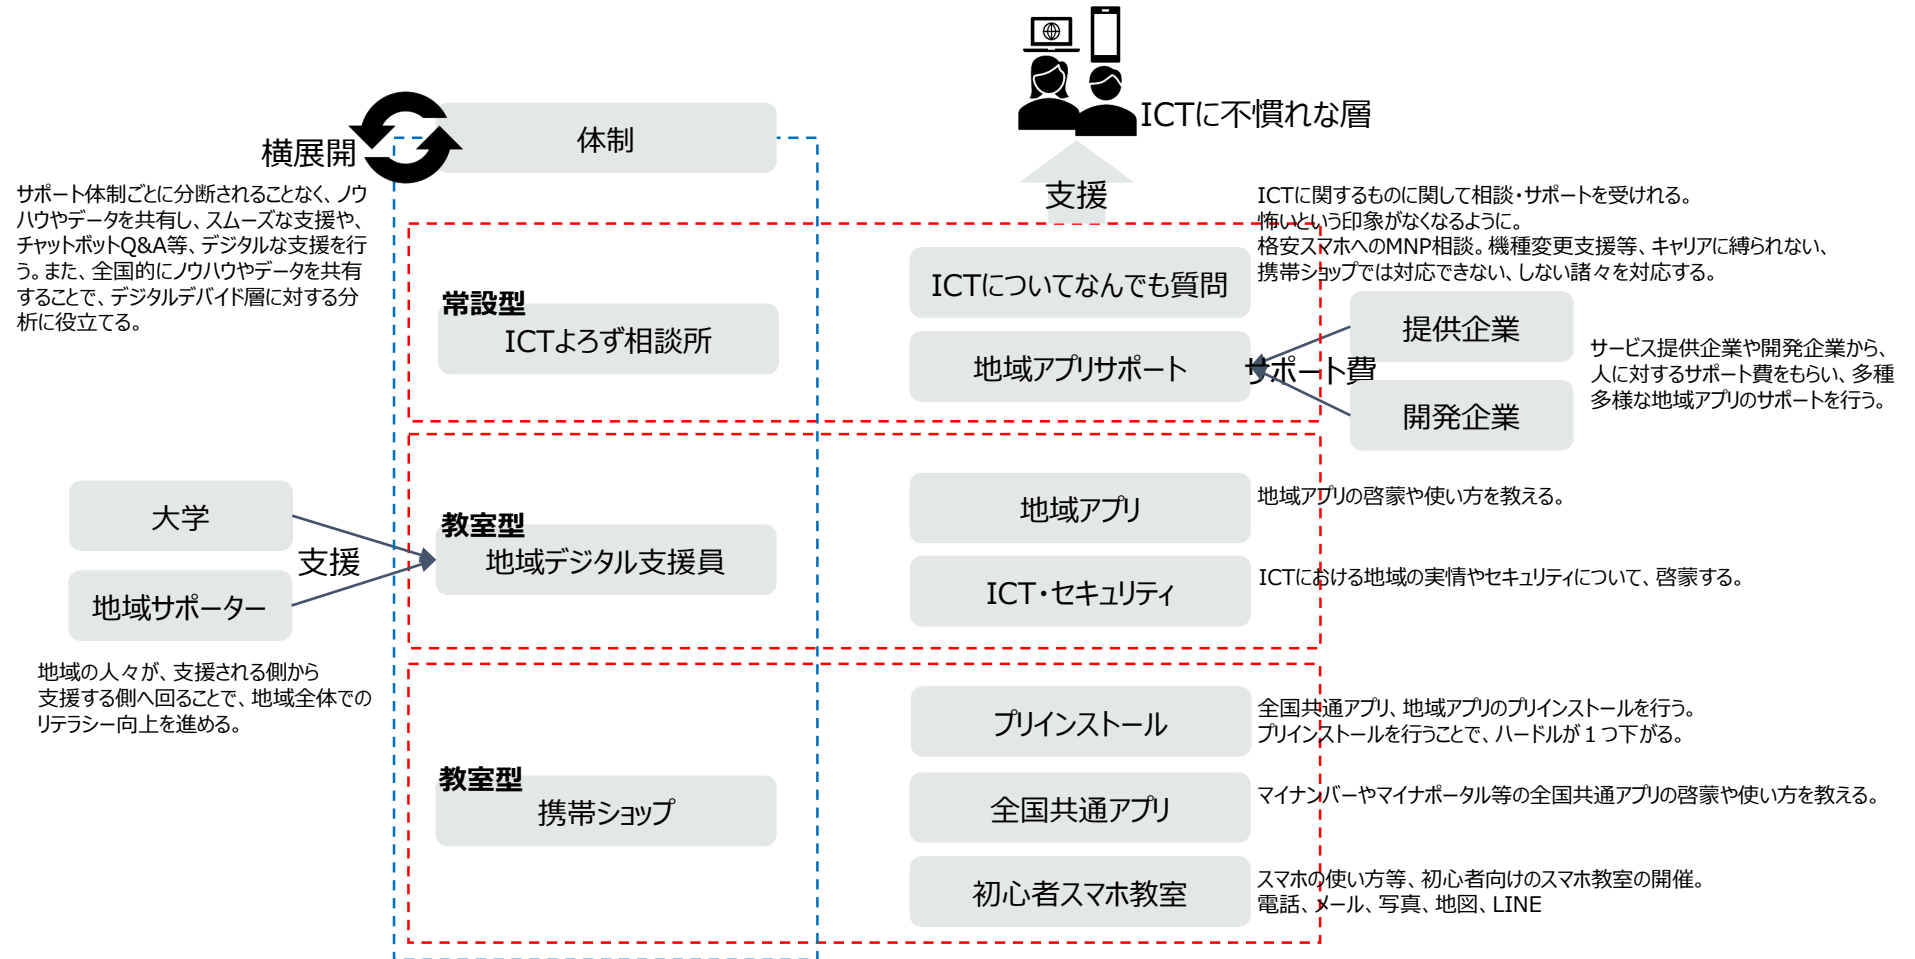 ICTに不慣れな層
体制
横展開
サポート体制ごとに分断されることなく、ノウ
ハウやデータを共有し、スムーズな支援や、
チャットボットQ&A等、デジタルな支援を行
う。また、全国的にノウハウやデータを共有
することで、デジタルデバイド層に対する分
析に役立てる。
支援
ICTに関するものに関して相談・サポートを受けれる。
怖いという印象がなくなるように。
格安スマホへのMNP相談。機種変更支援等、キャリアに縛られない、
携帯ショップでは対応できない、しない諸々を対応する。
常設型
ICTよろず相談所
ICTについてなんでも質問
地域アプリサポート
サポート費
提供企業
開発企業
サービス提供企業や開発企業から、
人に対するサポート費をもらい、多種
多様な地域アプリのサポートを行う。
大学
地域サポーター
支援
地域の人々が、支援される側から
支援する側へ回ることで、地域全体での
リテラシー向上を進める。
教室型
地域デジタル支援員
地域アプリ
地域アプリの啓蒙や使い方を教える。
ICT・セキュリティ
ICTにおける地域の実情やセキュリティについて、啓蒙する。
教室型
携帯ショップ
プリインストール
全国共通アプリ、地域アプリのプリインストールを行う。
プリインストールを行うことで、ハードルが１つ下がる。
全国共通アプリ
マイナンバーやマイナポータル等の全国共通アプリの啓蒙や使い方を教える。
初心者スマホ教室
スマホの使い方等、初心者向けのスマホ教室の開催。
電話、メール、写真、地図、LINE